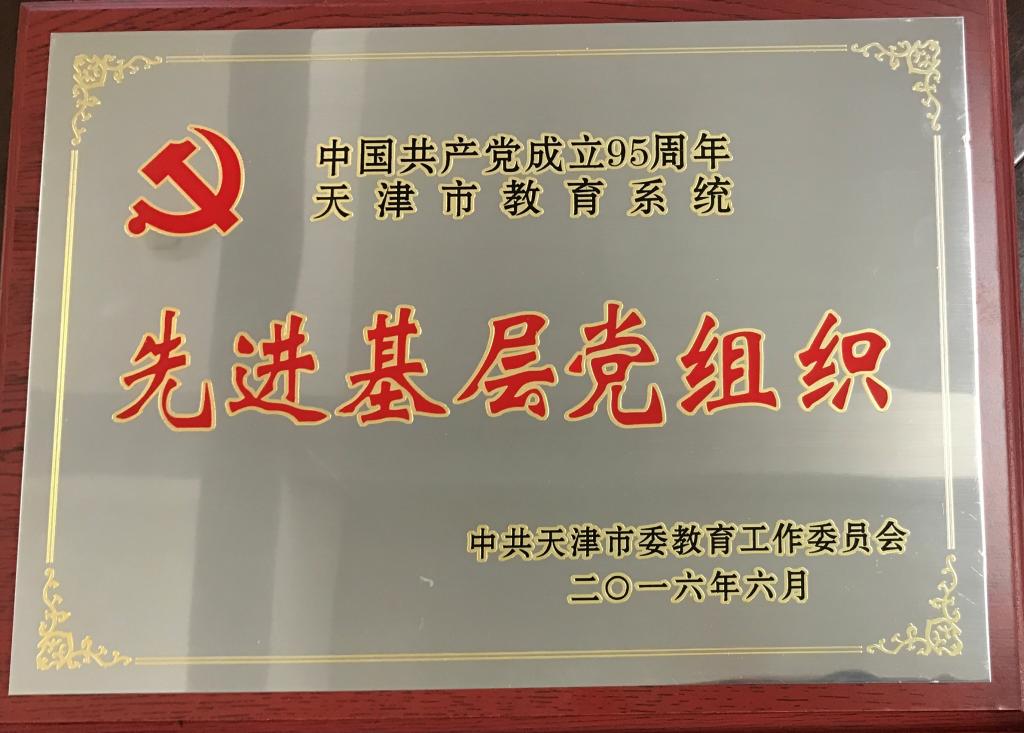 中国共产党成立95周年
天津市教育系统
先进基层党组织
中共天津市委教育工作委员会
二〇一六年六月